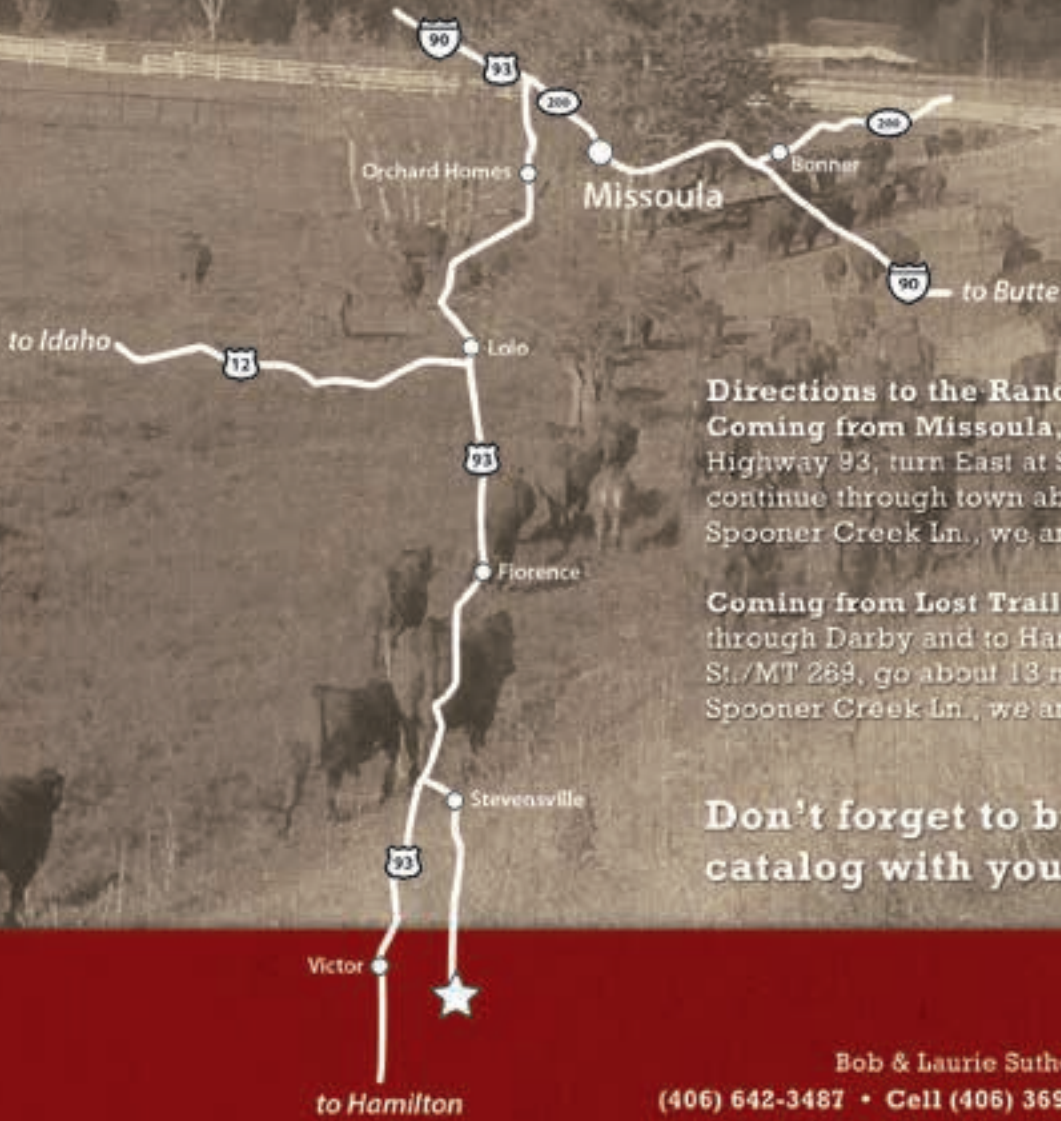 90
93
200
200
Orchard Homes
Bonner
Missoula
90
to Butte
to Idaho
12
Lolo
93
Florence
Stevensville
93
Victor
to Hamilton
Directions to the Ranc
Coming from Missoula,
Highway 93, turn East at S
continue through town ab
Spooner Creek Ln., we ar
Coming from Lost Trail
through Darby and to Ha
St./MT 269, go about 13 m
Spooner Creek Ln., we ar
Don't forget to b
catalog with you
Bob & Laurie Suthe
(406) 642-3487 • Cell (406) 369